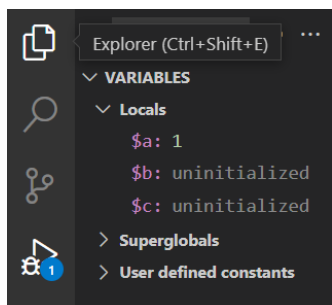 Explorer (Ctrl+Shift+E)
VARIABLES
Locals
$a: 1
$b: uninitialized
$c: uninitialized
Superglobals
1
User defined constants